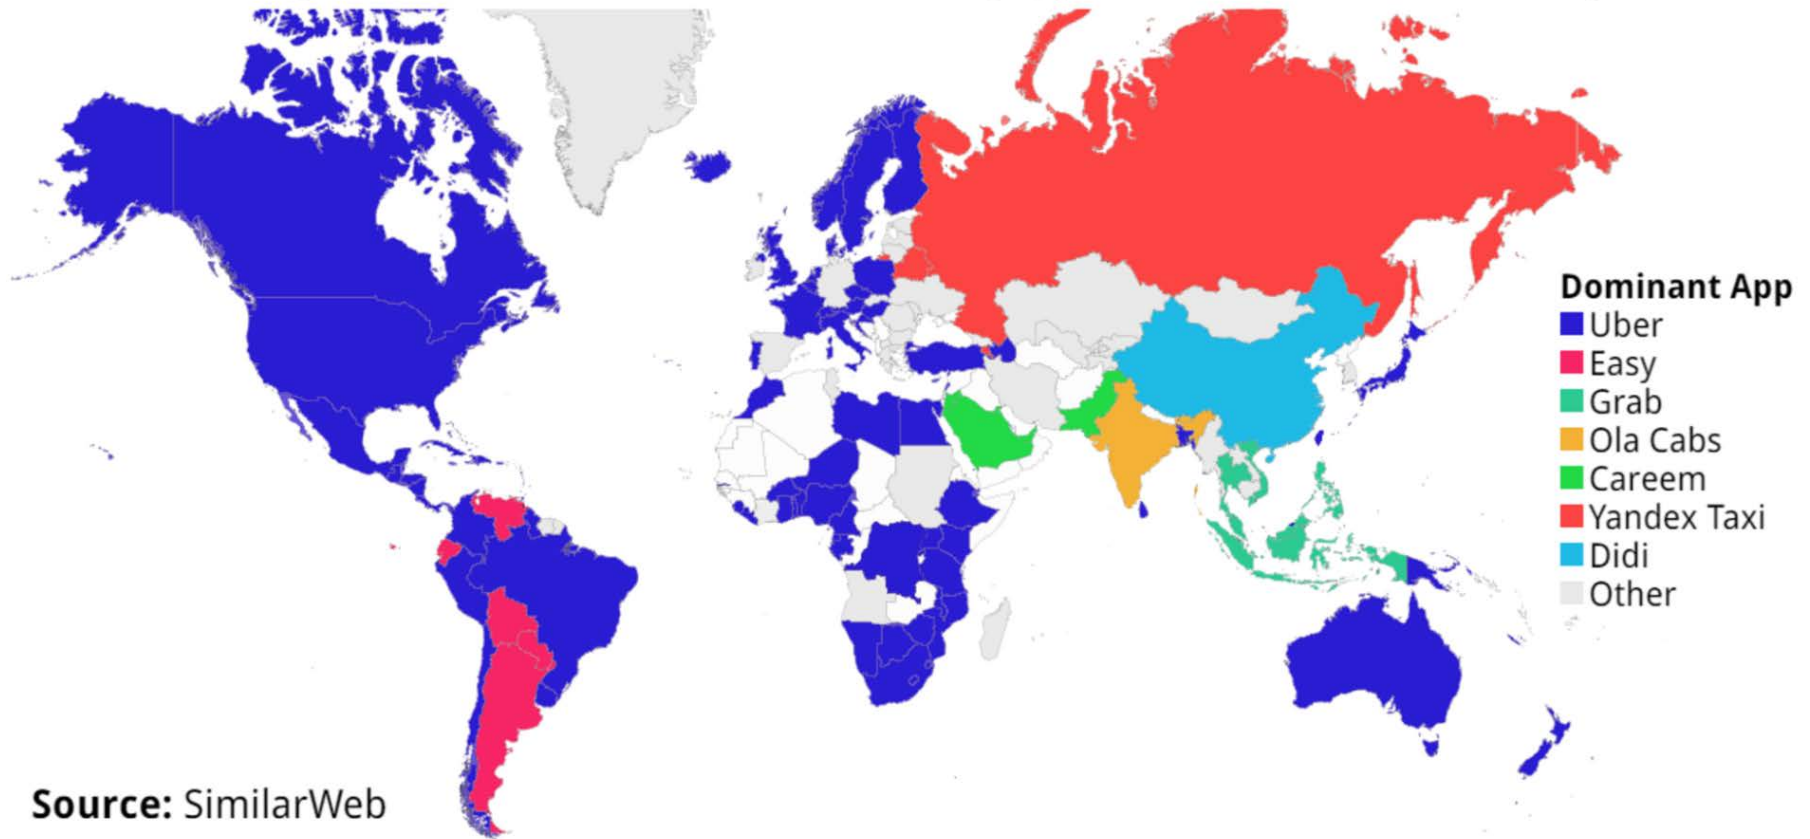 Dominant App
Uber
Easy
Grab
Ola Cabs
Careem
Yandex Taxi
Didi
Other
Source: SimilarWeb